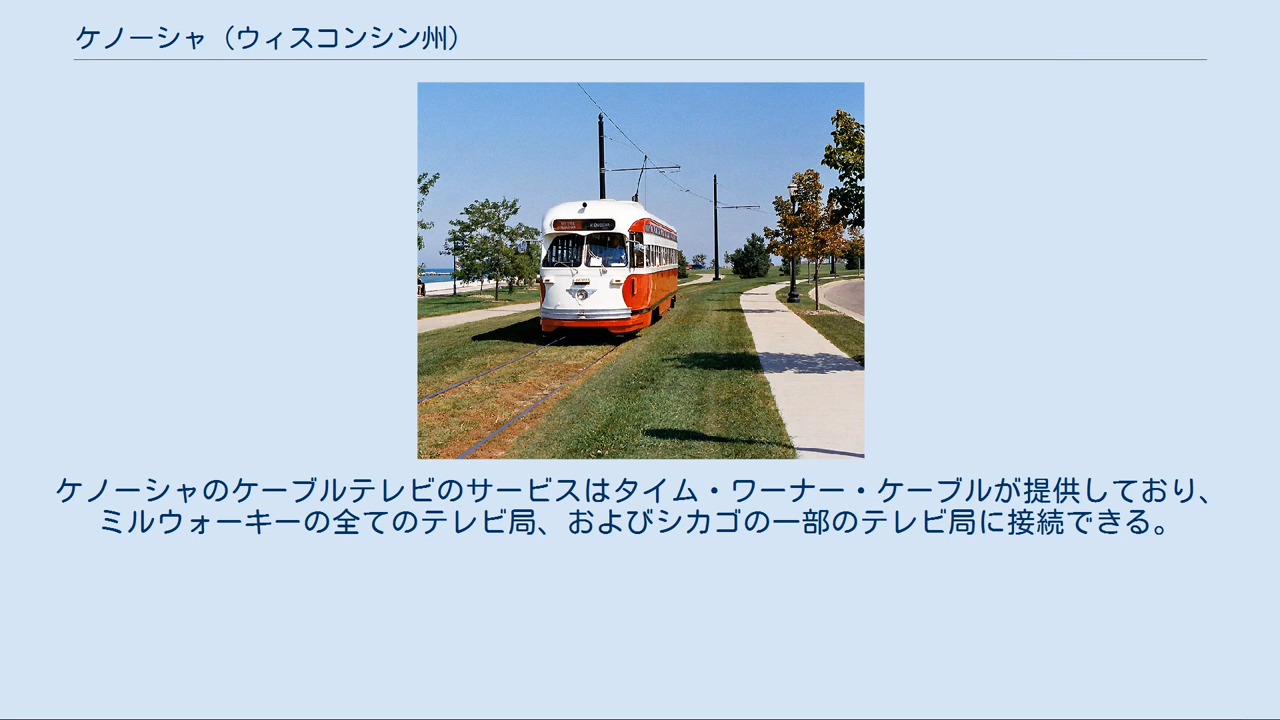 ケノーシャ（ウィスコンシン州）
ケノーシャのケーブルテレビのサービスはタイム・ワーナー・ケーブルが提供しており、
ミルウォーキーの全てのテレビ局、およびシカゴの一部のテレビ局に接続できる。